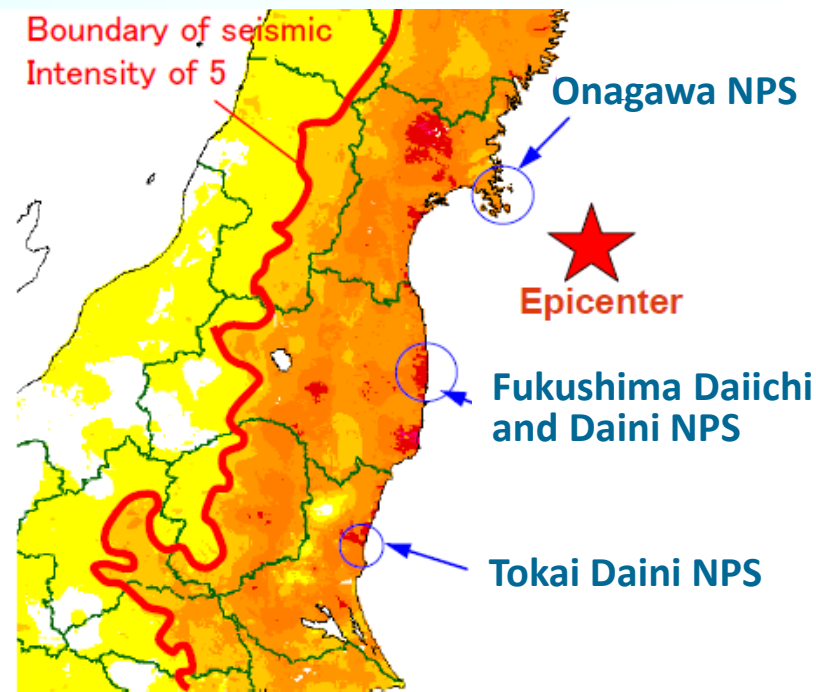 Boundary of seismic
Intensity of 5
Onagawa NPS
Epicenter
Fukushima Daiichi
and Daini NPS
Tokai Daini NPS